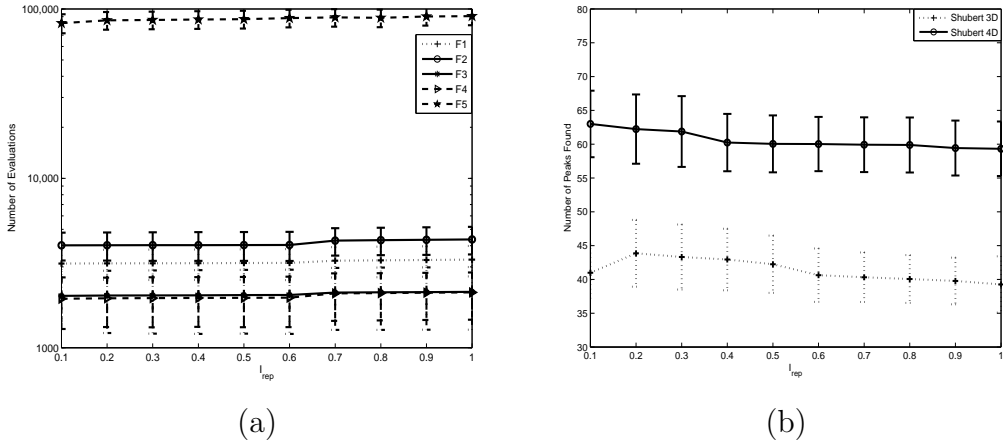 100,000
10,000
1000
Number of Evaluations
0.1 0.2 0.3 0.4 0.5 0.6 0.7 0.8 0.9 1
I_rep
F1
F2
F3
F4
F5
(a)
80
75
70
65
60
55
50
45
40
35
30
Number of Peaks Found
0.1 0.2 0.3 0.4 0.5 0.6 0.7 0.8 0.9 1
I_rep
Shubert 3D
Shubert 4D
(b)